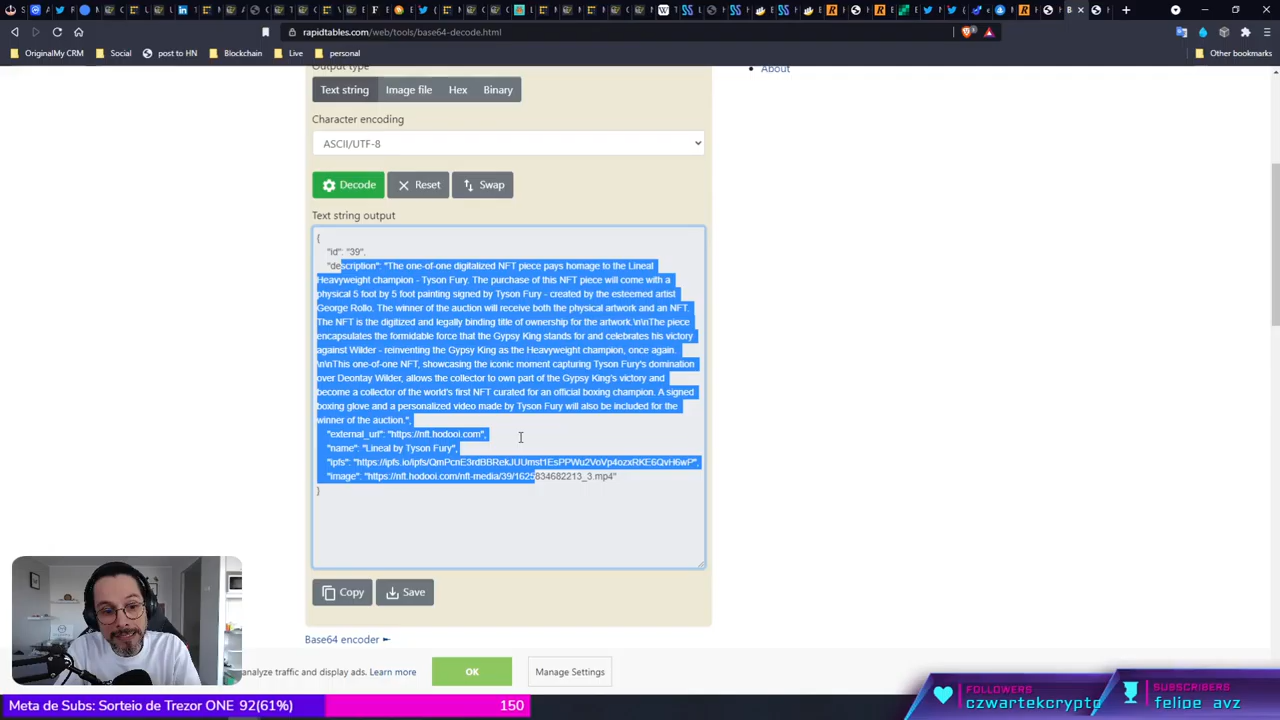 rapidtables.com/web/tools/base64-decode.html
OriginalMy CRM
Social
post to HN
Blockchain
Live
personal
Other bookmarks
Output type
About
Text string
Image file
Hex
Binary
Character encoding
ASCII/UTF-8
Decode
Reset
Swap
Text string output
{
"id": "39",
"description": "The one-of-one digitalized NFT piece pays homage to the Lineal
Heavyweight champion - Tyson Fury. The purchase of this NFT piece will come with a
physical 5 foot by 5 foot painting signed by Tyson Fury - created by the esteemed artist
George Rollo. The winner of the auction will receive both the physical artwork and an NFT.
The NFT is the digitized and legally binding title of ownership for the artwork.\n\nThe piece
encapsulates the formidable force that the Gypsy King stands for and celebrates his victory
against Wilder - reinventing the Gypsy King as the Heavyweight champion, once again.
\n\nThis one-of-one NFT, showcasing the iconic moment capturing Tyson Fury's domination
over Deontay Wilder, allows the collector to own part of the Gypsy King's victory and
become a collector of the world's first NFT curated for an official boxing champion. A signed
boxing glove and a personalized video made by Tyson Fury will also be included for the
winner of the auction.",
"external_url": "https://nft.hodooi.com",
"name": "Lineal by Tyson Fury",
"ipfs": "https://ipfs.io/ipfs/QmPcnE3rdBBRekJUUmst1EsPPWu2VoVp4ozxRKE6QvH6wP",
"image": "https://nft.hodooi.com/nft-media/39/1625834682213_3.mp4"
}
Copy
Save
Base64 encoder ►
analyze traffic and display ads. Learn more
OK
Manage Settings
Meta de Subs: Sorteio de Trezor ONE 92(61%)
150
FOLLOWERS
czwartekcrypto
SUBSCRIBERS
felipe_avz